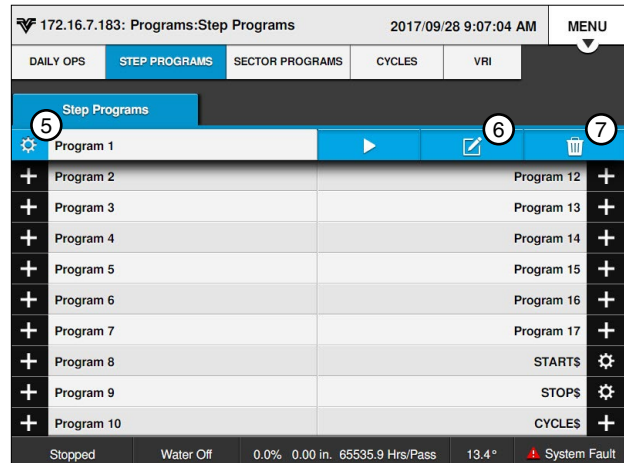 172.16.7.183: Programs:Step Programs 2017/09/28 9:07:04 AM MENU
DAILY OPS STEP PROGRAMS SECTOR PROGRAMS CYCLES VRI
Step Programs
5 6 7
Program 1
Program 2 Program 12
Program 3 Program 13
Program 4 Program 14
Program 5 Program 15
Program 6 Program 16
Program 7 Program 17
Program 8 START$
Program 9 STOP$
Program 10 CYCLE$
Stopped Water Off 0.0% 0.00 in. 65535.9 Hrs/Pass 13.4° System Fault